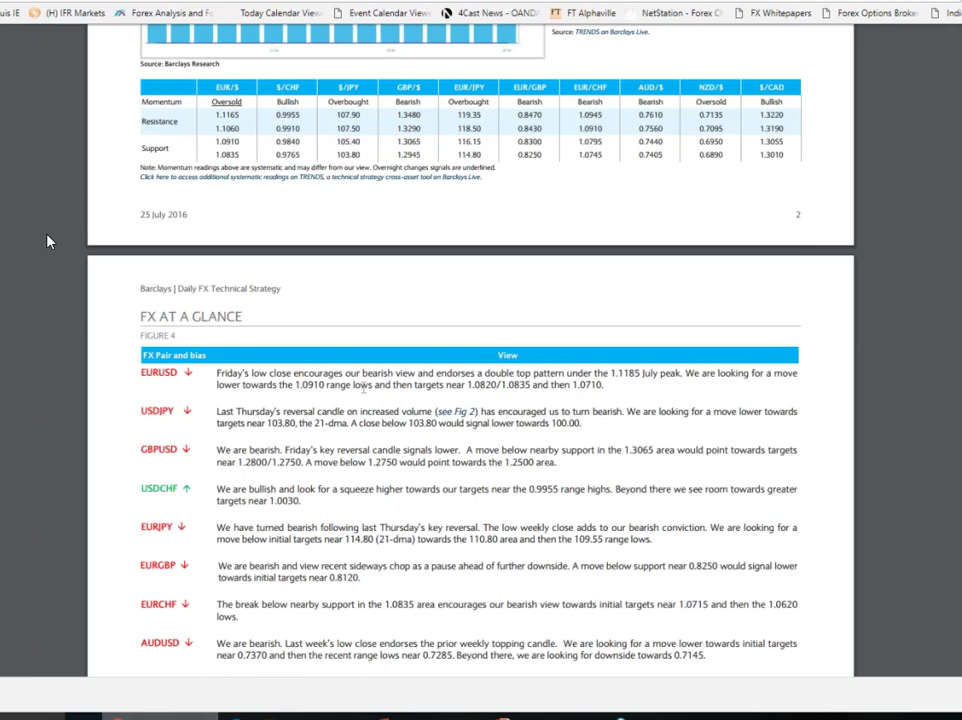 uis IE (H) IFR Markets Forex Analysis and Fo Today Calendar View Event Calendar View 4Cast News - OANDA FT Alphaville NetStation - Forex C FX Whitepapers Forex Options Broke Indi
Source: TRENDS on Barclays Live.
Source: Barclays Research
EUR/$ $/CHF $/JPY GBP/$ EUR/JPY EUR/GBP EUR/CHF AUD/$ NZD/$ $/CAD
Momentum Oversold Bullish Overbought Bearish Overbought Bearish Bearish Bearish Oversold Bullish
Resistance 1.1165 0.9955 107.90 1.3480 119.35 0.8470 1.0945 0.7610 0.7135 1.3220
1.1060 0.9910 107.50 1.3290 118.50 0.8430 1.0910 0.7560 0.7095 1.3190
Support 1.0910 0.9840 105.40 1.3065 116.15 0.8300 1.0795 0.7440 0.6950 1.3055
1.0835 0.9765 103.80 1.2945 114.80 0.8250 1.0745 0.7405 0.6890 1.3010
Note: Momentum readings above are systematic and may differ from our view. Overnight changes signals are underlined.
Click here to access additional systematic readings on TRENDS, a technical strategy cross-asset tool on Barclays Live.
25 July 2016 2
Barclays | Daily FX Technical Strategy
FX AT A GLANCE
FIGURE 4
FX Pair and bias View
EURUSD ↓ Friday's low close encourages our bearish view and endorses a double top pattern under the 1.1185 July peak. We are looking for a move
lower towards the 1.0910 range lows and then targets near 1.0820/1.0835 and then 1.0710.
USDJPY ↓ Last Thursday's reversal candle on increased volume (see Fig 2) has encouraged us to turn bearish. We are looking for a move lower towards
targets near 103.80, the 21-dma. A close below 103.80 would signal lower towards 100.00.
GBPUSD ↓ We are bearish. Friday's key reversal candle signals lower. A move below nearby support in the 1.3065 area would point towards targets
near 1.2800/1.2750. A move below 1.2750 would point towards the 1.2500 area.
USDCHF ↑ We are bullish and look for a squeeze higher towards our targets near the 0.9955 range highs. Beyond there we see room towards greater
targets near 1.0030.
EURJPY ↓ We have turned bearish following last Thursday's key reversal. The low weekly close adds to our bearish conviction. We are looking for a
move below initial targets near 114.80 (21-dma) towards the 110.80 area and then the 109.55 range lows.
EURGBP ↓ We are bearish and view recent sideways chop as a pause ahead of further downside. A move below support near 0.8250 would signal lower
towards initial targets near 0.8120.
EURCHF ↓ The break below nearby support in the 1.0835 area encourages our bearish view towards initial targets near 1.0715 and then the 1.0620
lows.
AUDUSD ↓ We are bearish. Last week's low close endorses the prior weekly topping candle. We are looking for a move lower towards initial targets
near 0.7370 and then the recent range lows near 0.7285. Beyond there, we are looking for downside towards 0.7145.